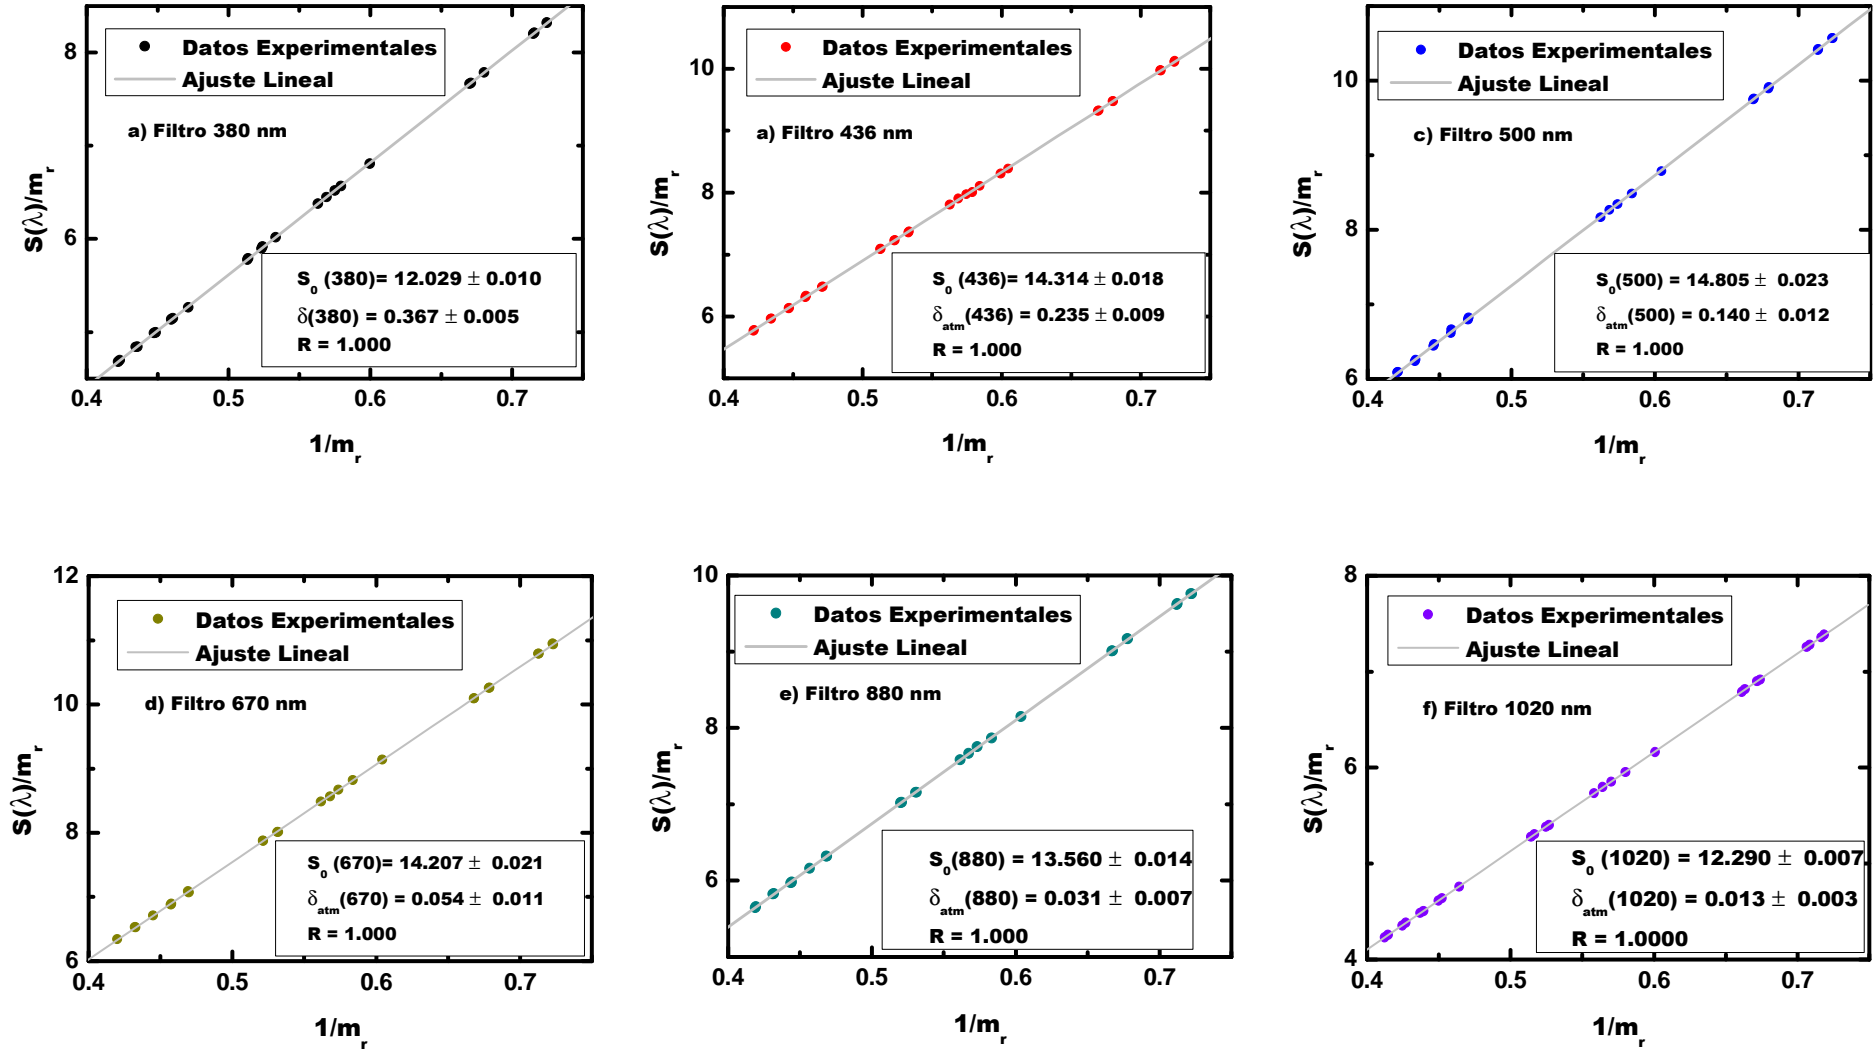 Datos Experimentales
Ajuste Lineal
a) Filtro 380 nm
S₀ (380)= 12.029 ± 0.010
δ(380) = 0.367 ± 0.005
R = 1.000
8
6
0.4 0.5 0.6 0.7
S(λ)/mᵣ
1/mᵣ
Datos Experimentales
Ajuste Lineal
a) Filtro 436 nm
S₀ (436)= 14.314 ± 0.018
δatm(436) = 0.235 ± 0.009
R = 1.000
10
8
6
0.4 0.5 0.6 0.7
S(λ)/mᵣ
1/mᵣ
Datos Experimentales
Ajuste Lineal
c) Filtro 500 nm
S₀(500) = 14.805 ± 0.023
δatm(500) = 0.140 ± 0.012
R = 1.000
10
8
6
0.4 0.5 0.6 0.7
S(λ)/mᵣ
1/mᵣ
Datos Experimentales
Ajuste Lineal
d) Filtro 670 nm
S₀ (670)= 14.207 ± 0.021
δatm(670) = 0.054 ± 0.011
R = 1.000
12
10
8
6
0.4 0.5 0.6 0.7
S(λ)/mᵣ
1/mᵣ
Datos Experimentales
Ajuste Lineal
e) Filtro 880 nm
S₀(880) = 13.560 ± 0.014
δatm(880) = 0.031 ± 0.007
R = 1.000
10
8
6
0.4 0.5 0.6 0.7
S(λ)/mᵣ
1/mᵣ
Datos Experimentales
Ajuste Lineal
f) Filtro 1020 nm
S₀ (1020) = 12.290 ± 0.007
δatm(1020) = 0.013 ± 0.003
R = 1.0000
8
6
4
0.4 0.5 0.6 0.7
S(λ)/mᵣ
1/mᵣ